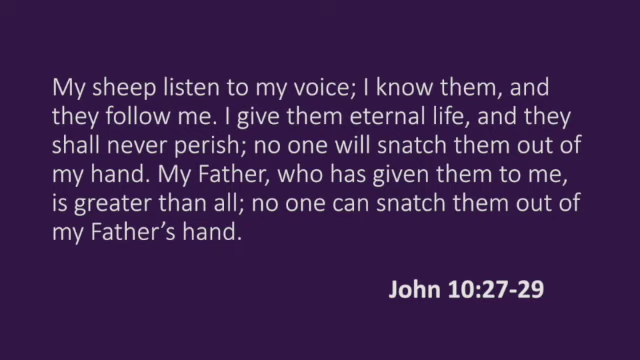 My sheep listen to my voice; I know them, and
they follow me. I give them eternal life, and they
shall never perish; no one will snatch them out of
my hand. My Father, who has given them to me,
is greater than all; no one can snatch them out of
my Father’s hand.
John 10:27-29